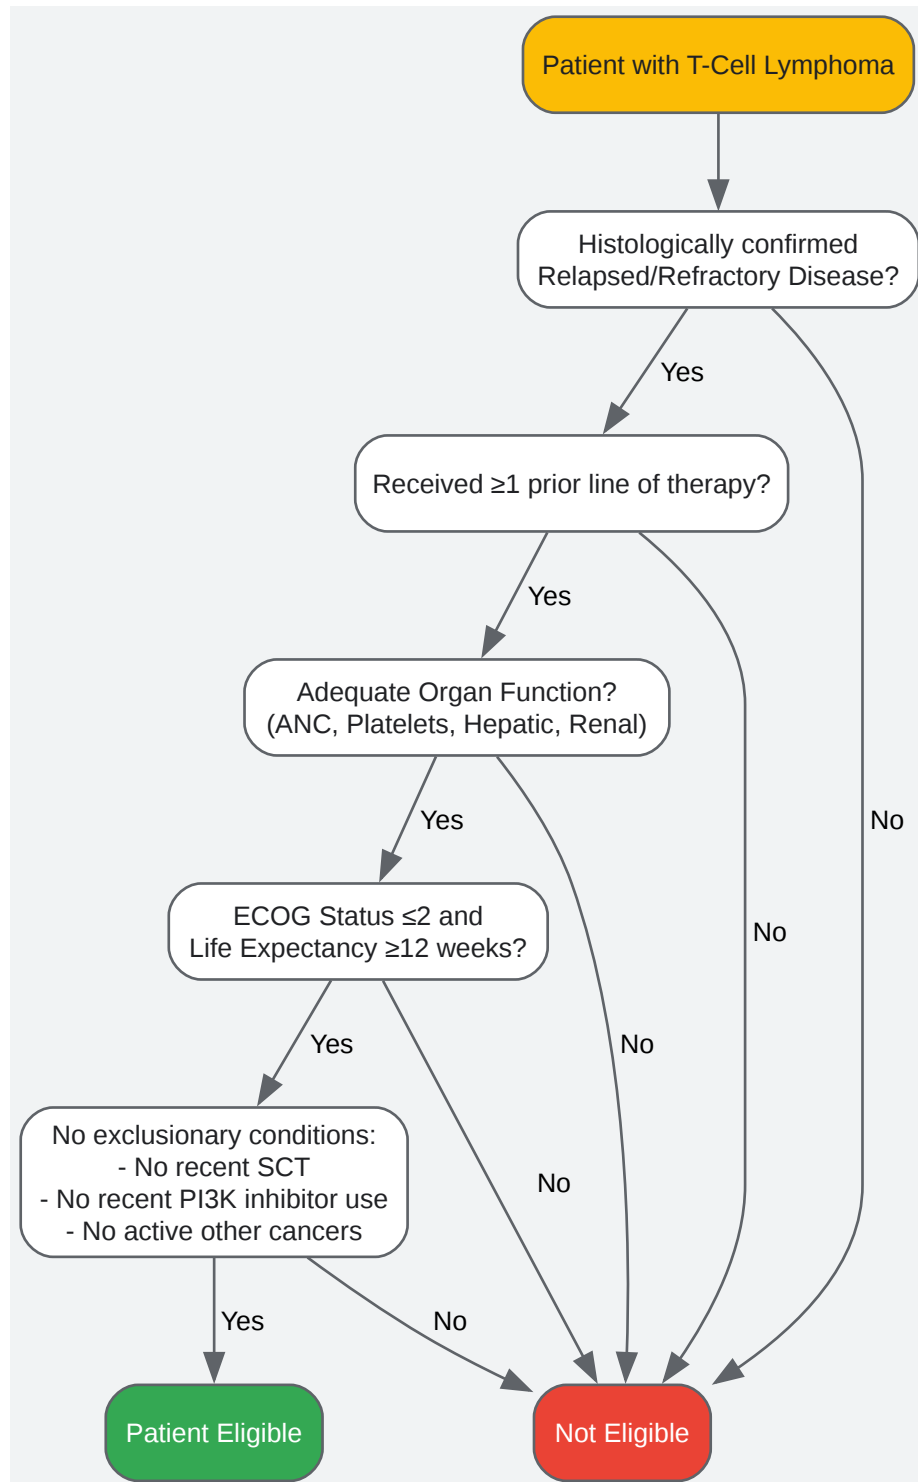 Patient with T-Cell Lymphoma
Histologically confirmed
Relapsed/Refractory Disease?
Yes
Received ≥1 prior line of therapy?
Yes
Adequate Organ Function?
(ANC, Platelets, Hepatic, Renal)
Yes
No
ECOG Status ≤2 and
Life Expectancy ≥12 weeks?
No
Yes
No
No exclusionary conditions:
- No recent SCT
- No recent PI3K inhibitor use
- No active other cancers
No
Yes
No
Patient Eligible
Not Eligible